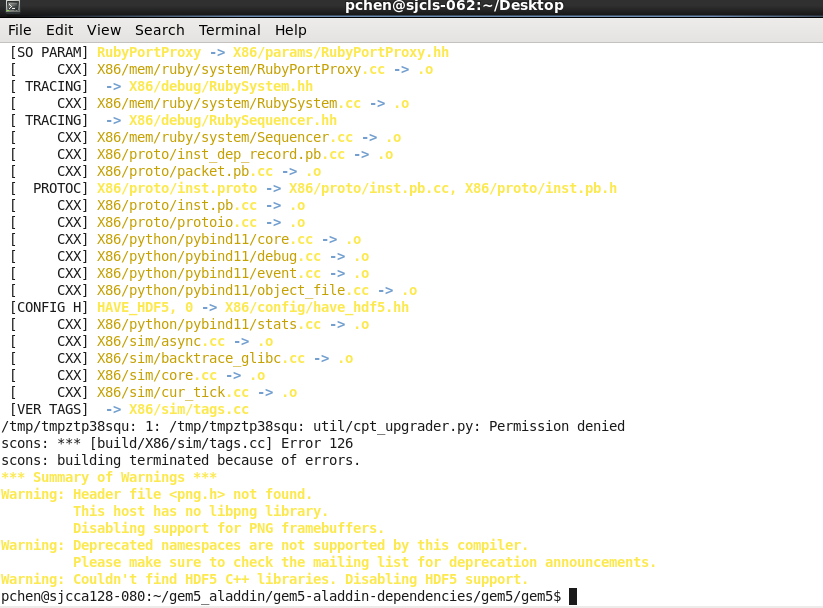 pchen@sjcls-062:~/Desktop
File Edit View Search Terminal Help
[SO PARAM] RubyPortProxy -> X86/params/RubyPortProxy.hh
[     CXX] X86/mem/ruby/system/RubyPortProxy.cc -> .o
[ TRACING]  -> X86/debug/RubySystem.hh
[     CXX] X86/mem/ruby/system/RubySystem.cc -> .o
[ TRACING]  -> X86/debug/RubySequencer.hh
[     CXX] X86/mem/ruby/system/Sequencer.cc -> .o
[     CXX] X86/proto/inst_dep_record.pb.cc -> .o
[     CXX] X86/proto/packet.pb.cc -> .o
[  PROTOC] X86/proto/inst.proto -> X86/proto/inst.pb.cc, X86/proto/inst.pb.h
[     CXX] X86/proto/inst.pb.cc -> .o
[     CXX] X86/proto/protoio.cc -> .o
[     CXX] X86/python/pybind11/core.cc -> .o
[     CXX] X86/python/pybind11/debug.cc -> .o
[     CXX] X86/python/pybind11/event.cc -> .o
[     CXX] X86/python/pybind11/object_file.cc -> .o
[CONFIG H] HAVE_HDF5, 0 -> X86/config/have_hdf5.hh
[     CXX] X86/python/pybind11/stats.cc -> .o
[     CXX] X86/sim/async.cc -> .o
[     CXX] X86/sim/backtrace_glibc.cc -> .o
[     CXX] X86/sim/core.cc -> .o
[     CXX] X86/sim/cur_tick.cc -> .o
[VER TAGS]  -> X86/sim/tags.cc
/tmp/tmpztp38squ: 1: /tmp/tmpztp38squ: util/cpt_upgrader.py: Permission denied
scons: *** [build/X86/sim/tags.cc] Error 126
scons: building terminated because of errors.
*** Summary of Warnings ***
Warning: Header file <png.h> not found.
         This host has no libpng library.
         Disabling support for PNG framebuffers.
Warning: Deprecated namespaces are not supported by this compiler.
         Please make sure to check the mailing list for deprecation announcements.
Warning: Couldn't find HDF5 C++ libraries. Disabling HDF5 support.
pchen@sjcca128-080:~/gem5_aladdin/gem5-aladdin-dependencies/gem5/gem5$